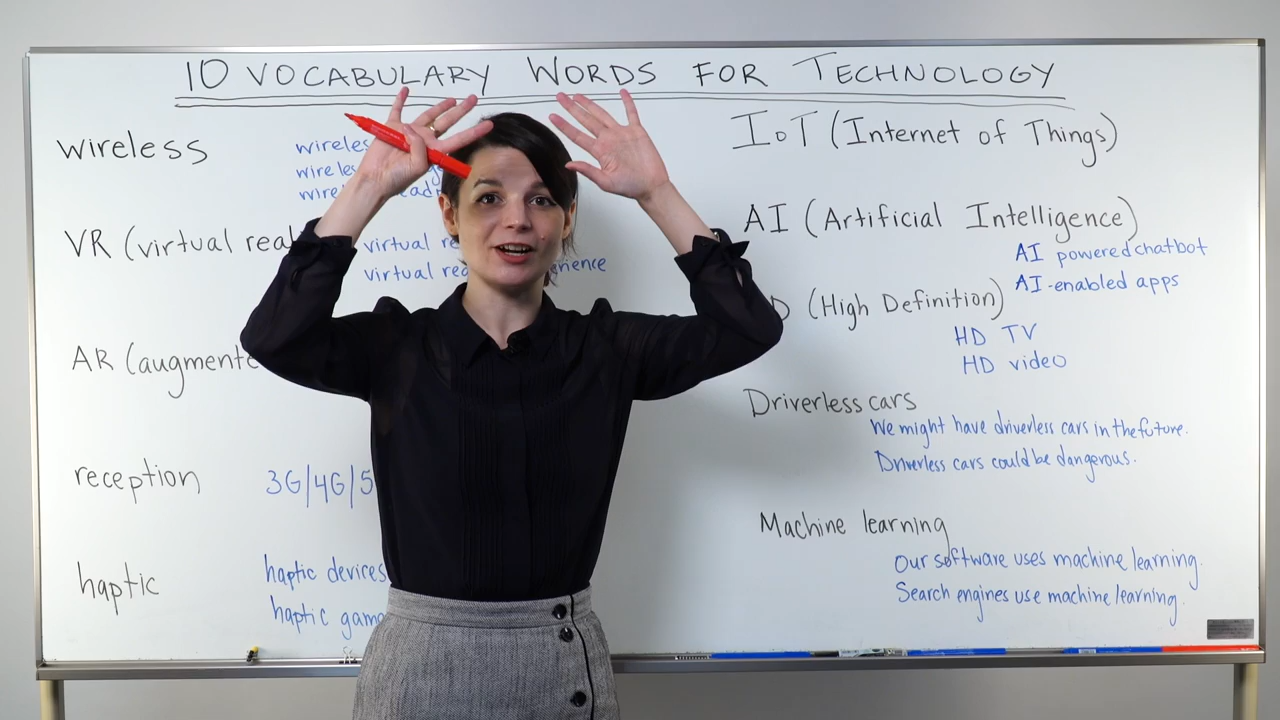 10 VOCABULARY WORDS FOR TECHNOLOGY
wireless
VR (virtual
virtual
virtual
AR
reception
3G/4G/
haptic
haptic devices
haptic
IoT (Internet of Things)
AI (Artificial Intelligence)
AI powered chatbot
AI-enabled apps
(High Definition)
HD TV
HD video
Driverless cars
We might have driverless cars in the future.
Driverless cars could be dangerous.
Machine learning
Our software uses machine learning.
Search engines use machine learning.